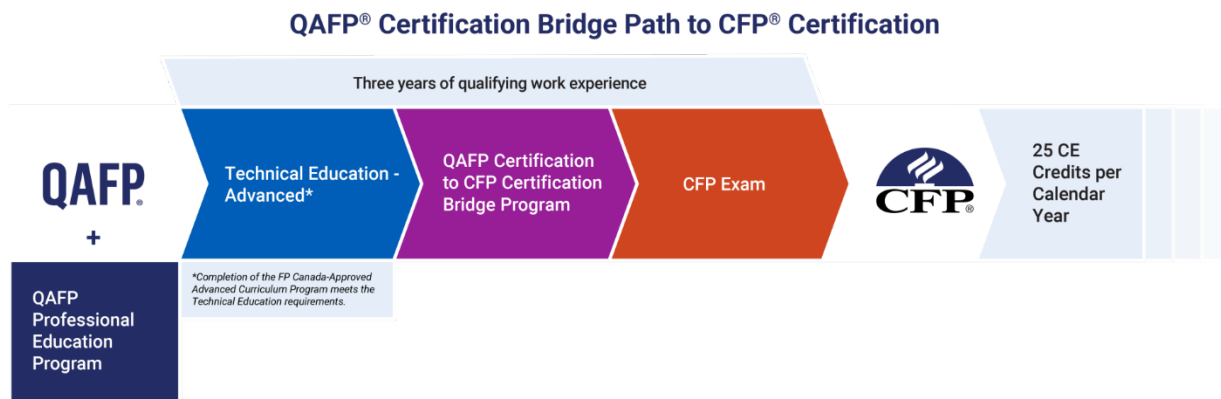 QAFP® Certification Bridge Path to CFP® Certification
Three years of qualifying work experience
QAFP®
+
QAFP
Professional
Education
Program
Technical Education -
Advanced*
*Completion of the FP Canada-Approved
Advanced Curriculum Program meets the
Technical Education requirements.
QAFP Certification
to CFP Certification
Bridge Program
CFP Exam
CFP®
25 CE
Credits per
Calendar
Year